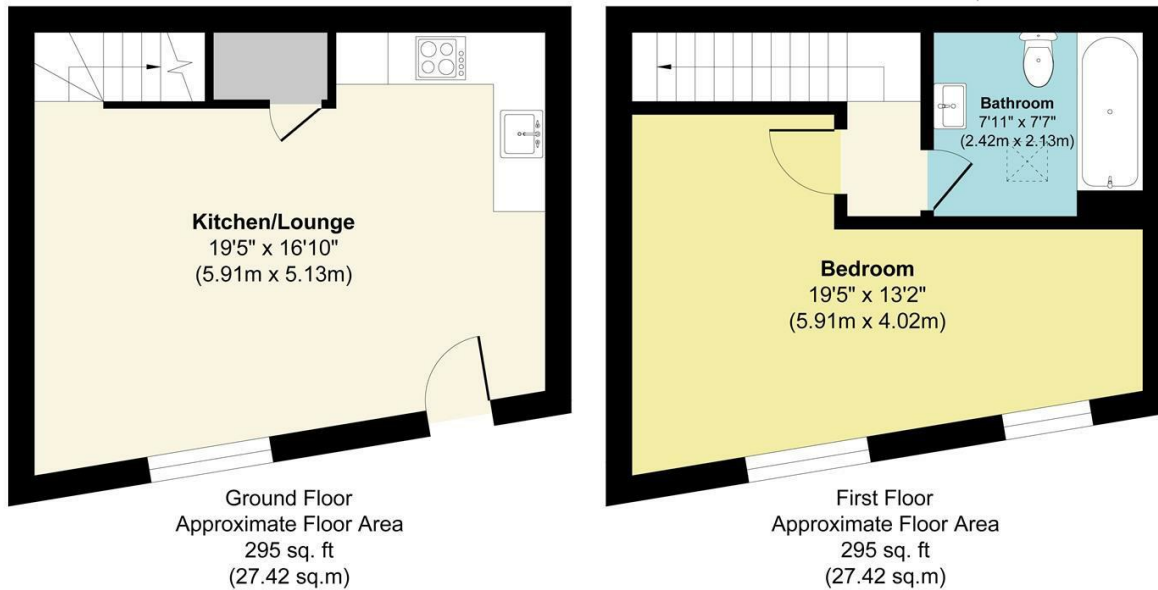 Kitchen/Lounge
19'5" x 16'10"
(5.91m x 5.13m)
Ground Floor
Approximate Floor Area
295 sq. ft
(27.42 sq.m)
Bathroom
7'11" x 7'7"
(2.42m x 2.13m)
Bedroom
19'5" x 13'2"
(5.91m x 4.02m)
First Floor
Approximate Floor Area
295 sq. ft
(27.42 sq.m)